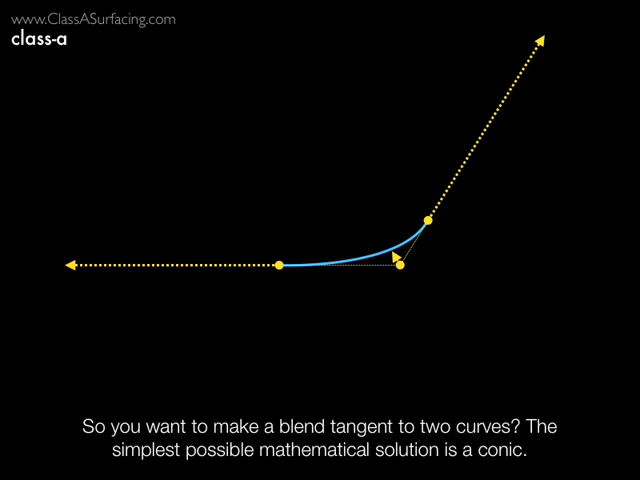 www.ClassASurfacing.com
class-a
So you want to make a blend tangent to two curves? The
simplest possible mathematical solution is a conic.